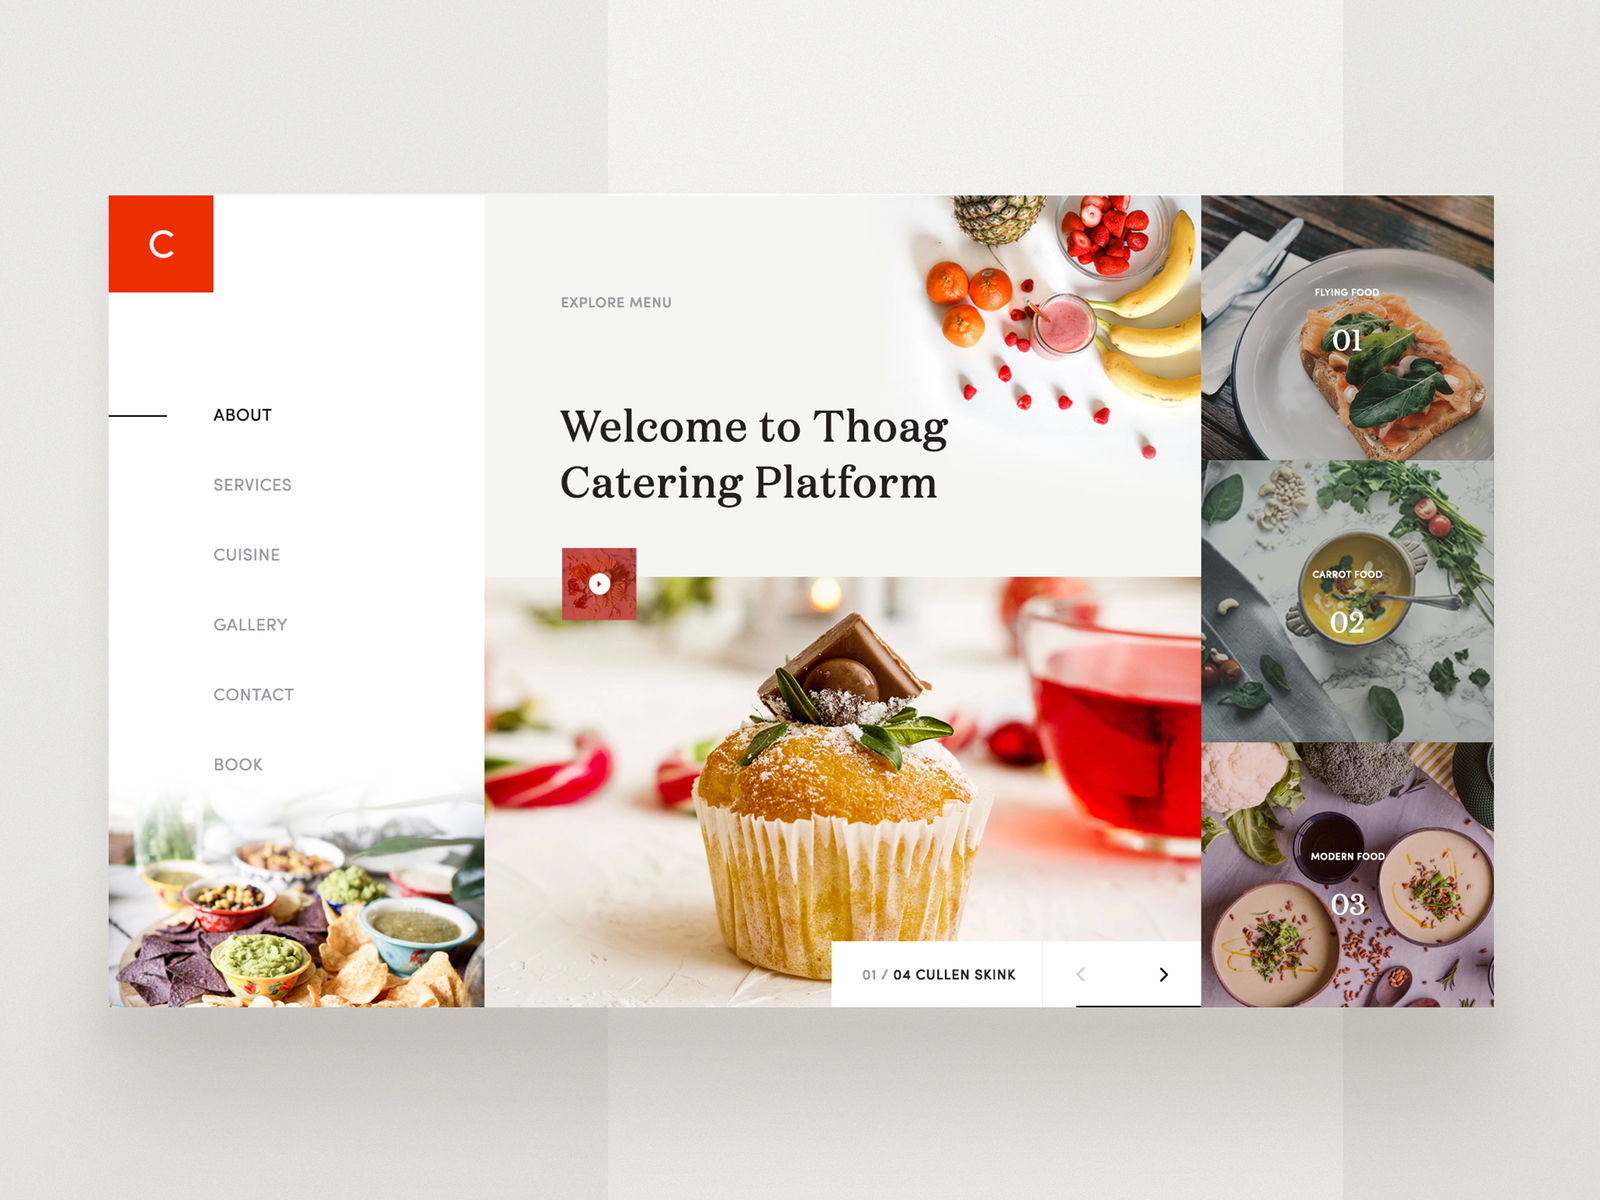 C
ABOUT
SERVICES
CUISINE
GALLERY
CONTACT
BOOK
EXPLORE MENU
Welcome to Thoag
Catering Platform
01 / 04 CULLEN SKINK
FLYING FOOD
01
CARROT FOOD
02
MODERN FOOD
03